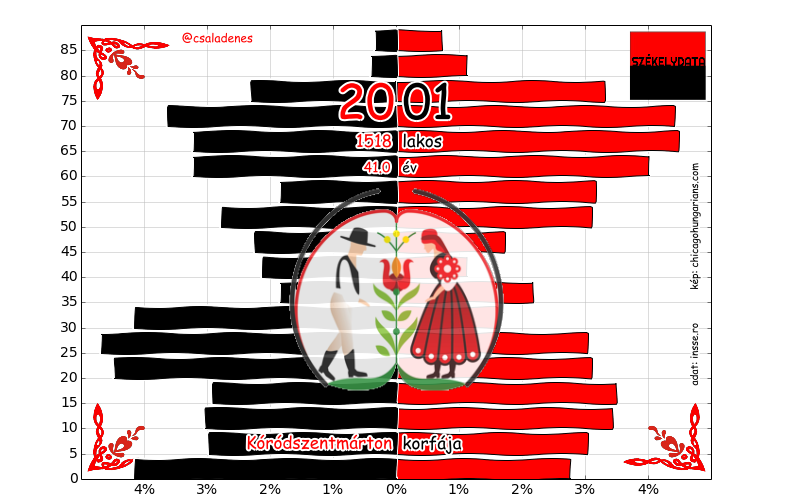 @csaladenes
SZÉKELYDATA
2001
1518 lakos
41,0 év
kép: chicagohungarians.com
adat: insse.ro
Kóródszentmárton korfája
85
80
75
70
65
60
55
50
45
40
35
30
25
20
15
10
5
0
4% 3% 2% 1% 0% 1% 2% 3% 4%